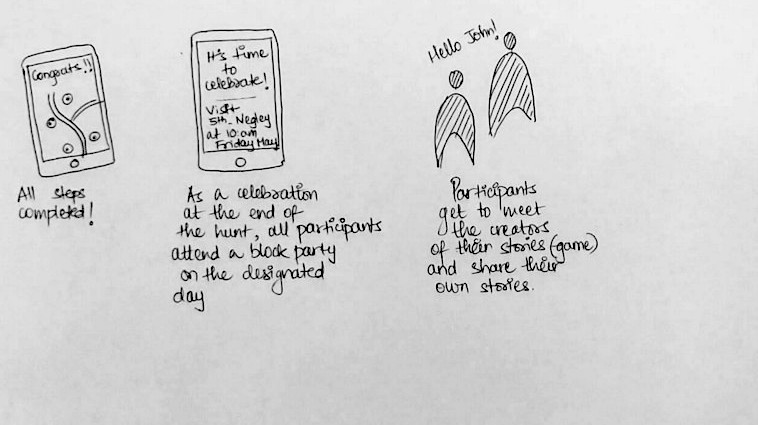 Congrats!!
All steps
completed!
It's time
to
celebrate!
Visit
5th-Negley
at 10:am
Friday May
As a celebration
at the end of
the hunt, all participants
attend a block party
on the designated
day
Hello John!
Participants
get to meet
the creators
of their stories (game)
and share their
own stories.